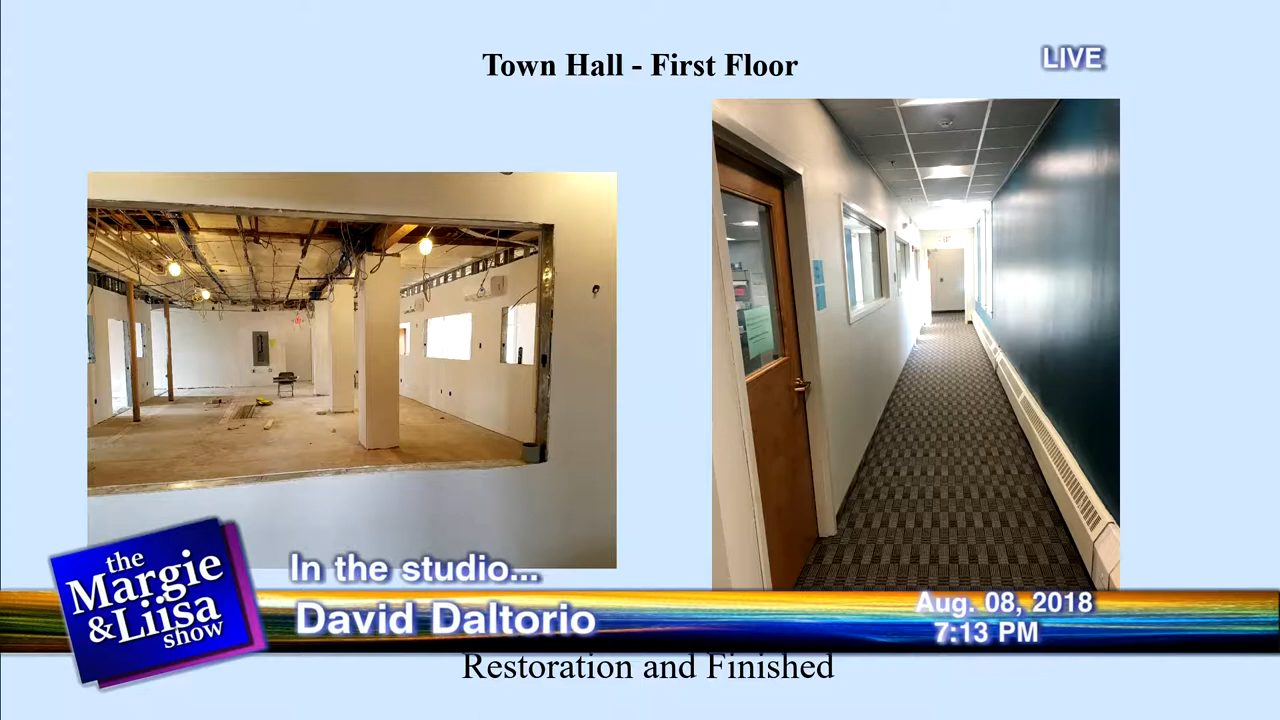 Town Hall - First Floor
LIVE
the
Margie
&Liisa
show
In the studio...
David Daltorio
Aug. 08, 2018
7:13 PM
Restoration and Finished